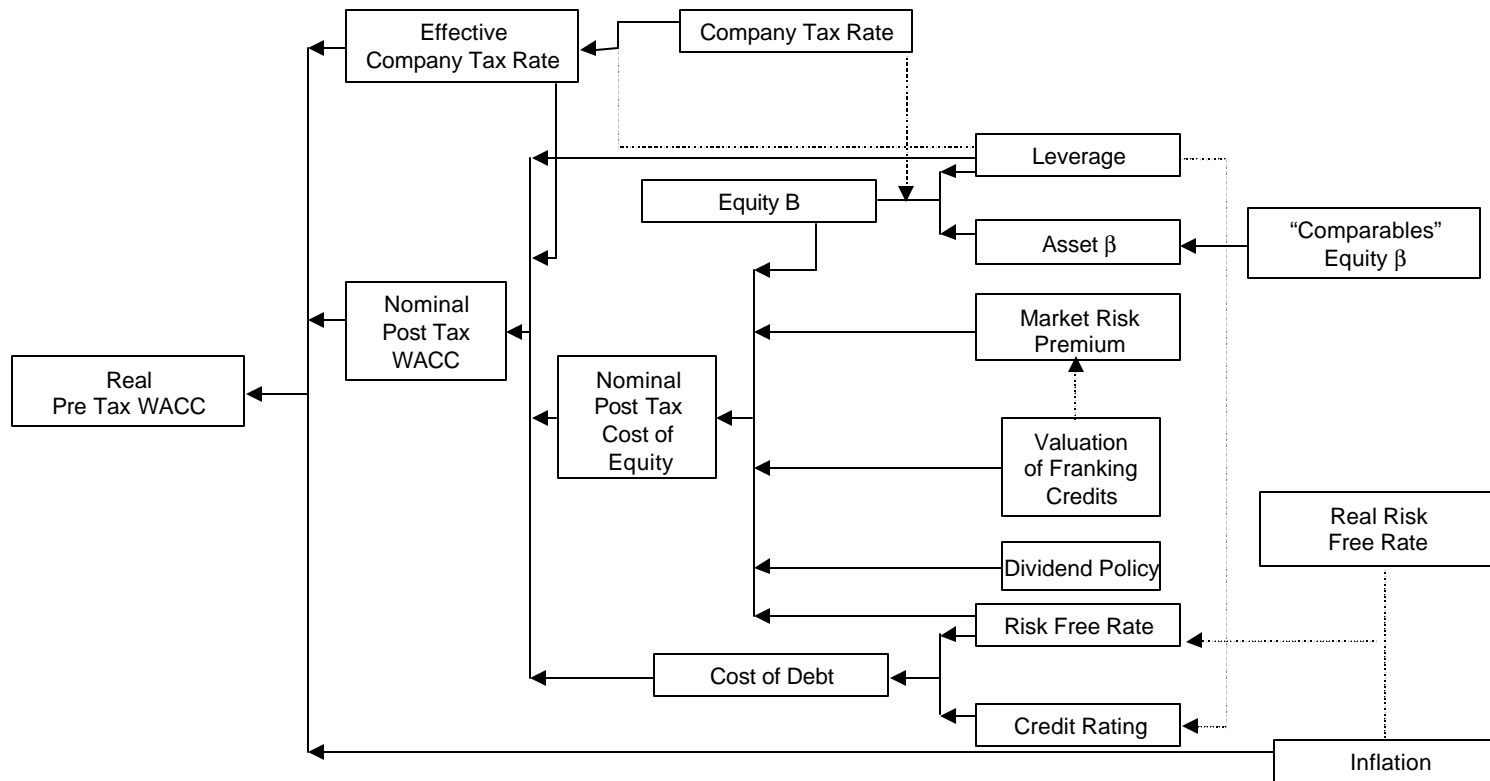 Effective
Company Tax Rate
Company Tax Rate
Leverage
Equity B
Asset β
“Comparables”
Equity β
Nominal
Post Tax
WACC
Market Risk
Premium
Real
Pre Tax WACC
Nominal
Post Tax
Cost of
Equity
Valuation
of Franking
Credits
Real Risk
Free Rate
Dividend Policy
Risk Free Rate
Cost of Debt
Credit Rating
Inflation